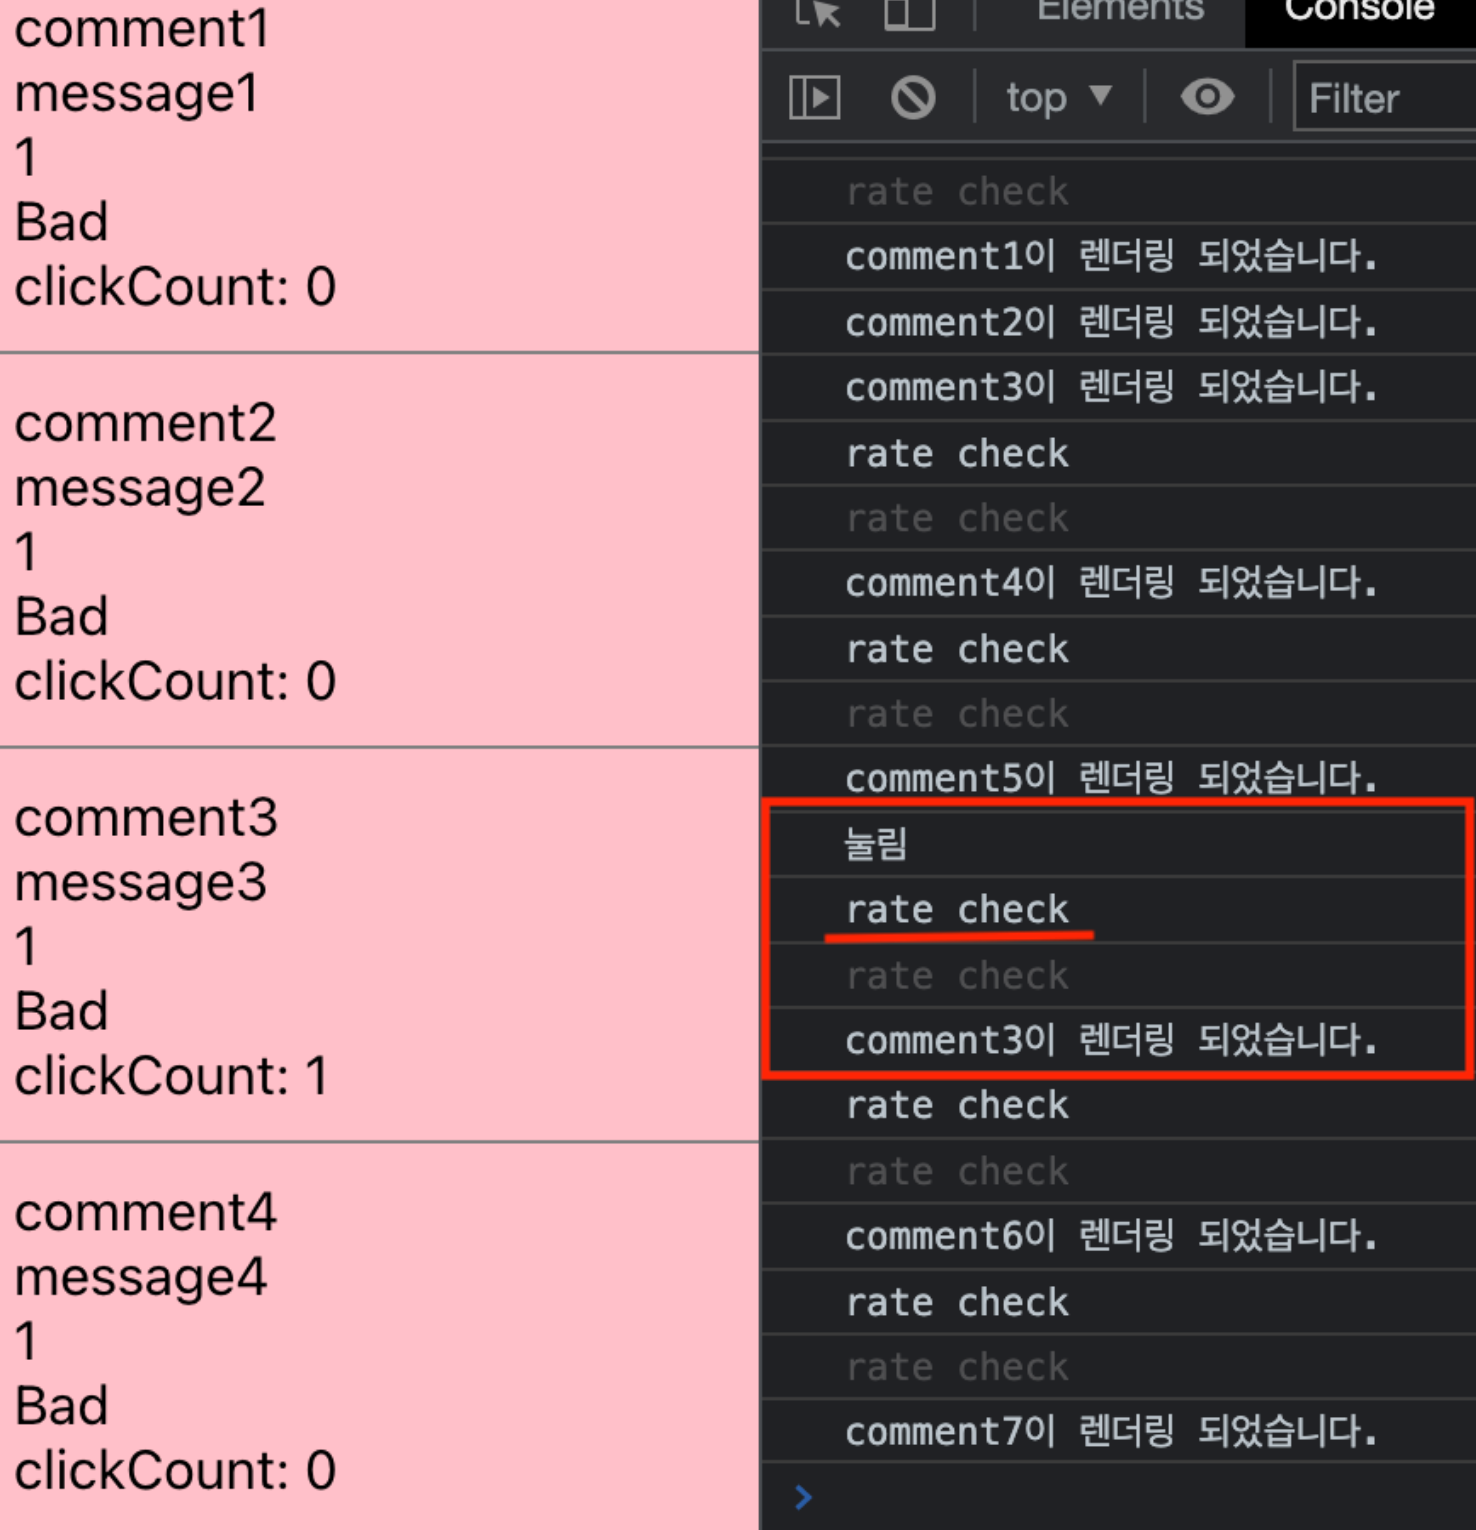 comment1
message1
1
Bad
clickCount: 0
comment2
message2
1
Bad
clickCount: 0
comment3
message3
1
Bad
clickCount: 1
comment4
message4
1
Bad
clickCount: 0
Elements Console
top Filter
rate check
comment1이 렌더링 되었습니다.
comment2이 렌더링 되었습니다.
comment3이 렌더링 되었습니다.
rate check
rate check
comment4이 렌더링 되었습니다.
rate check
rate check
comment5이 렌더링 되었습니다.
눌림
rate check
rate check
comment3이 렌더링 되었습니다.
rate check
rate check
comment6이 렌더링 되었습니다.
rate check
rate check
comment7이 렌더링 되었습니다.